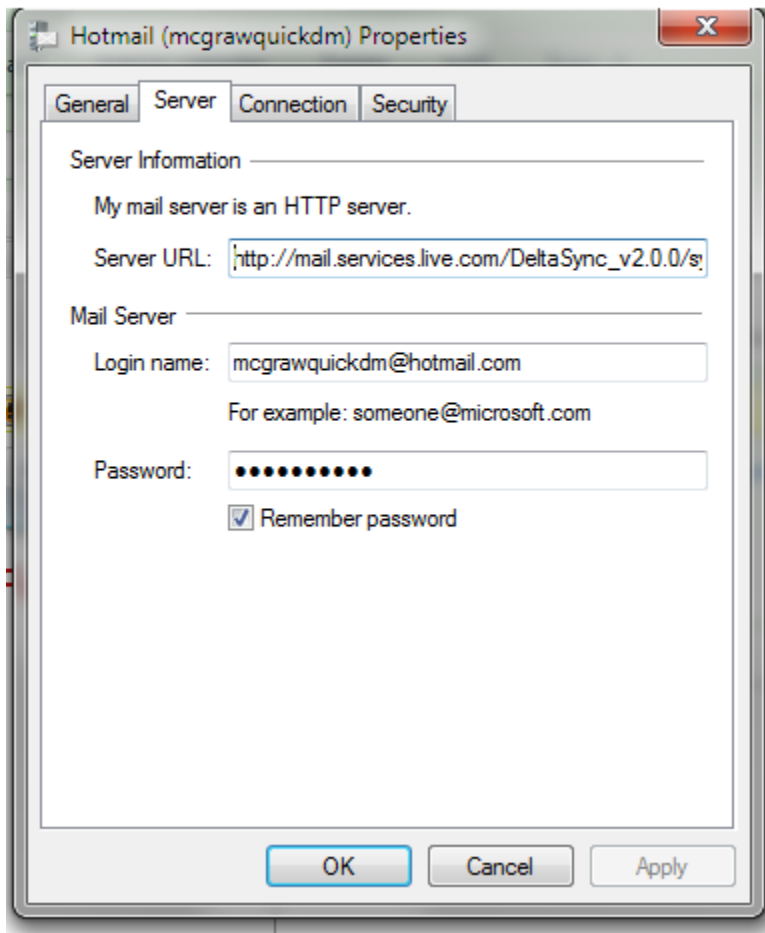 Hotmail (mcgrawquickdm) Properties
General Server Connection Security
Server Information
My mail server is an HTTP server.
Server URL: http://mail.services.live.com/DeltaSync_v2.0.0/sy
Mail Server
Login name: mcgrawquickdm@hotmail.com
For example: someone@microsoft.com
Password: ●●●●●●●●●●
Remember password
OK Cancel Apply